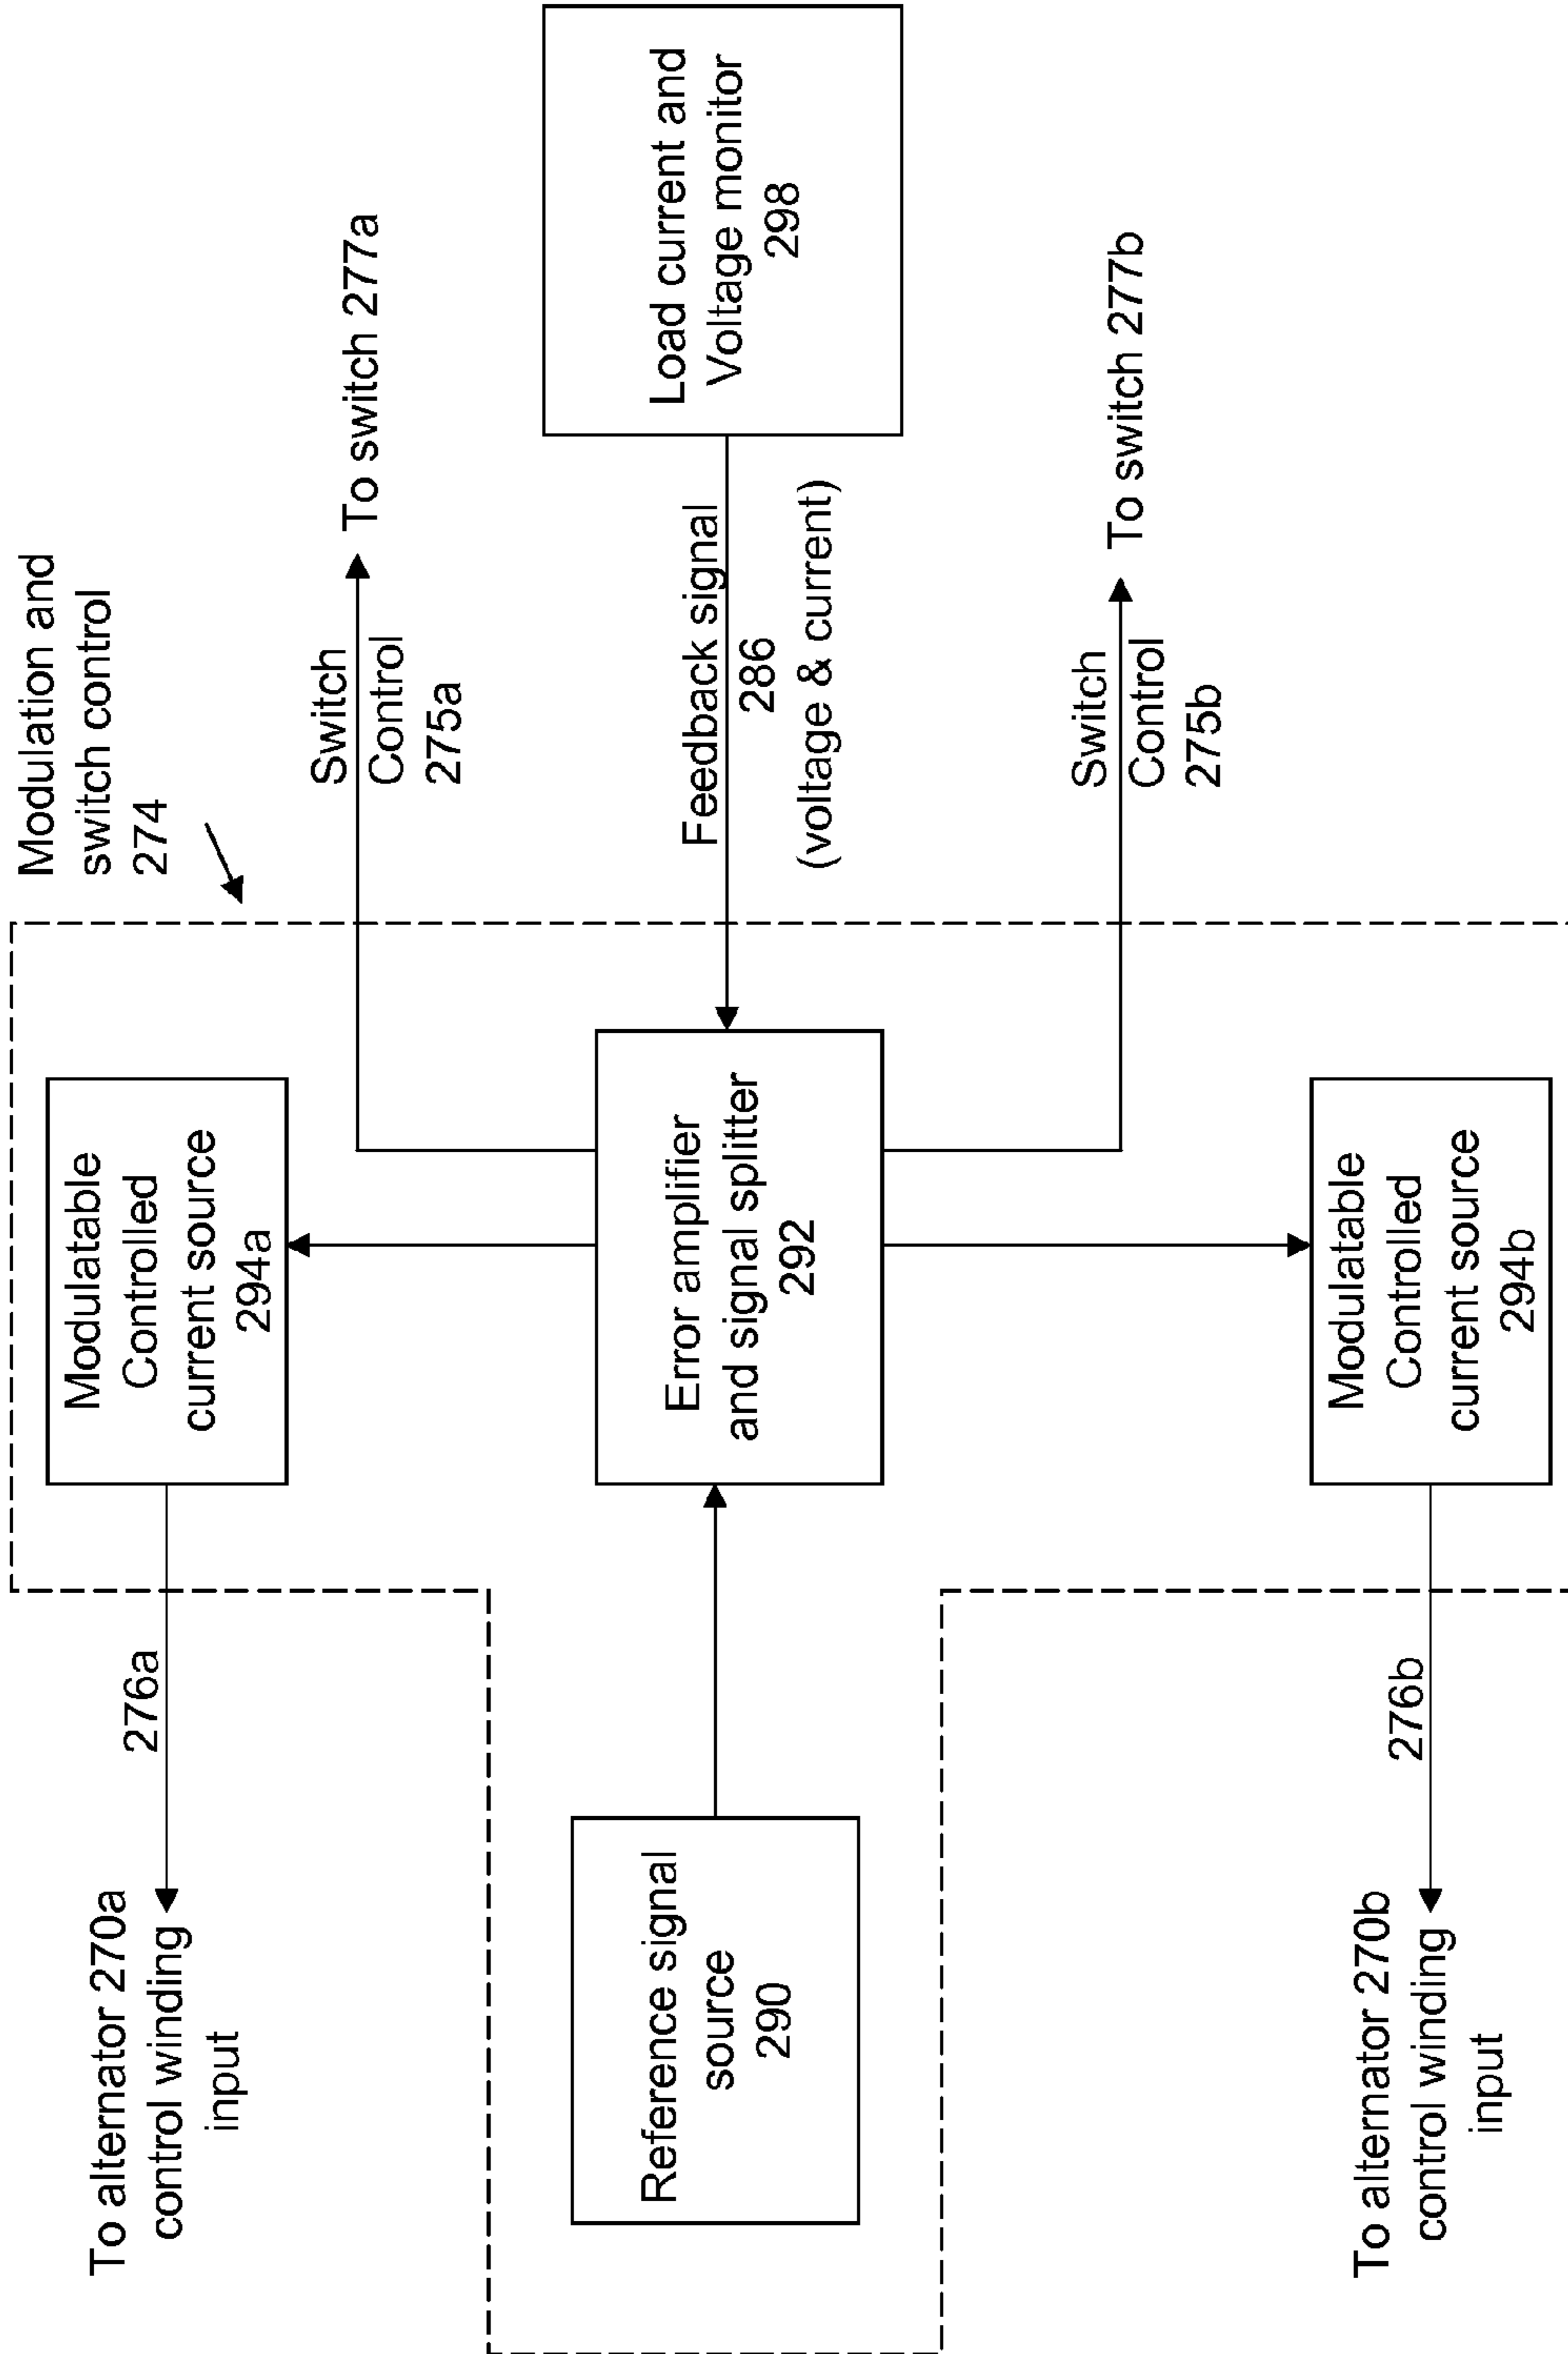 Modulation and
switch control
274
To alternator 270a
control winding
input
276a
Modulatable
Controlled
current source
294a
Switch
Control
275a
To switch 277a
Reference signal
source
290
Error amplifier
and signal splitter
292
Feedback signal
286
(voltage & current)
Load current and
Voltage monitor
298
Switch
Control
275b
To switch 277b
To alternator 270b
control winding
input
276b
Modulatable
Controlled
current source
294b